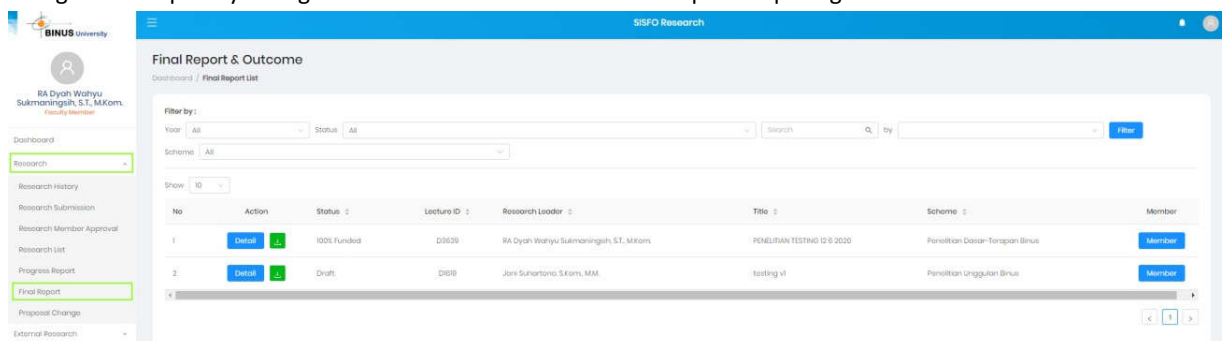 BINUS University
SISFO Research
RA Dyah Wahyu
Sukmaningsih, S.T., M.Kom.
Faculty Member
Dashboard
Research
Research History
Research Submission
Research Member Approval
Research List
Progress Report
Final Report
Proposal Change
External Research
Final Report & Outcome
Dashboard / Final Report List
Filter by :
Year All Status All Search by Filter
Scheme All
Show 10
No Action Status Lecture ID Research Leader Title Scheme Member
1 Detail 100% Funded D3639 RA Dyah Wahyu Sukmaningsih, S.T., M.Kom. PENELITIAN TESTING 12 6 2020 Penelitian Dasar-Terapan Binus Member
2 Detail Draft Joni Suhartono, S.Kom., M.M. testing v1 Penelitian Unggulan Binus Member
< 1 >